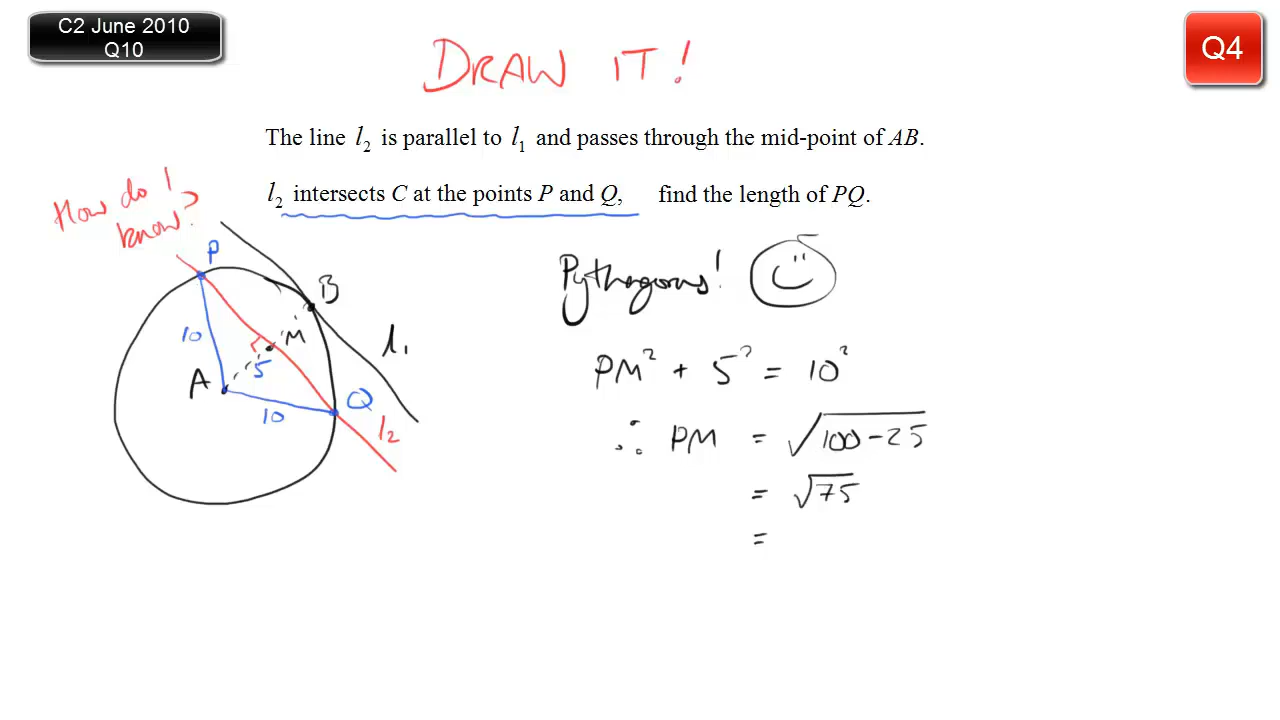 C2 June 2010
Q10
Q4
DRAW IT!
The line l₂ is parallel to l₁ and passes through the mid-point of AB.
l₂ intersects C at the points P and Q, find the length of PQ.
How do I
know?
P
B
10
M
l₁
A
5
10
Q
l₂
Pythagoras!
PM² + 5² = 10²
∴ PM = √100-25
= √75
=